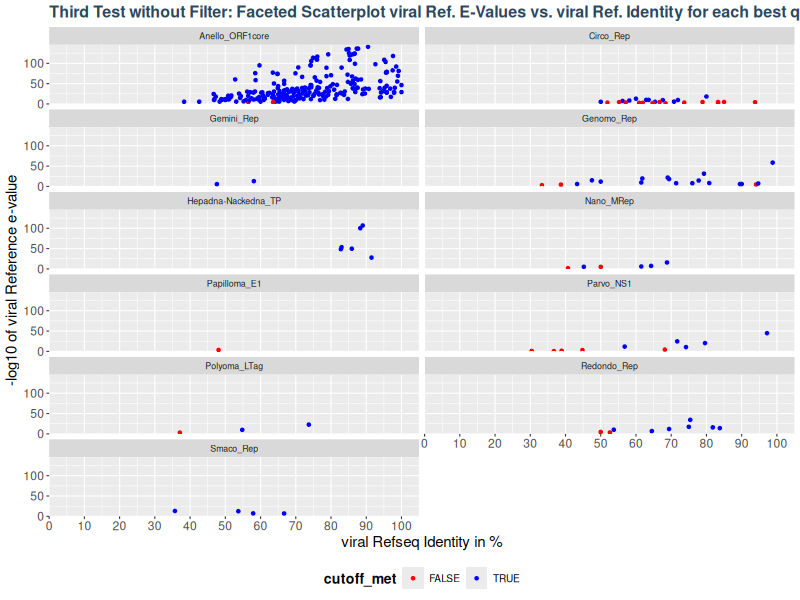 Third Test without Filter: Faceted Scatterplot viral Ref. E-Values vs. viral Ref. Identity for each best q
Anello_ORF1core
Circo_Rep
100
50
0
Gemini_Rep
Genomo_Rep
100
50
0
Hepadna-Nackedna_TP
Nano_MRep
100
50
0
Papilloma_E1
Parvo_NS1
100
50
0
Polyoma_LTag
Redondo_Rep
100
50
0
0 10 20 30 40 50 60 70 80 90 100
Smaco_Rep
100
50
0
0 10 20 30 40 50 60 70 80 90 100
-log10 of viral Reference e-value
viral Refseq Identity in %
cutoff_met FALSE TRUE